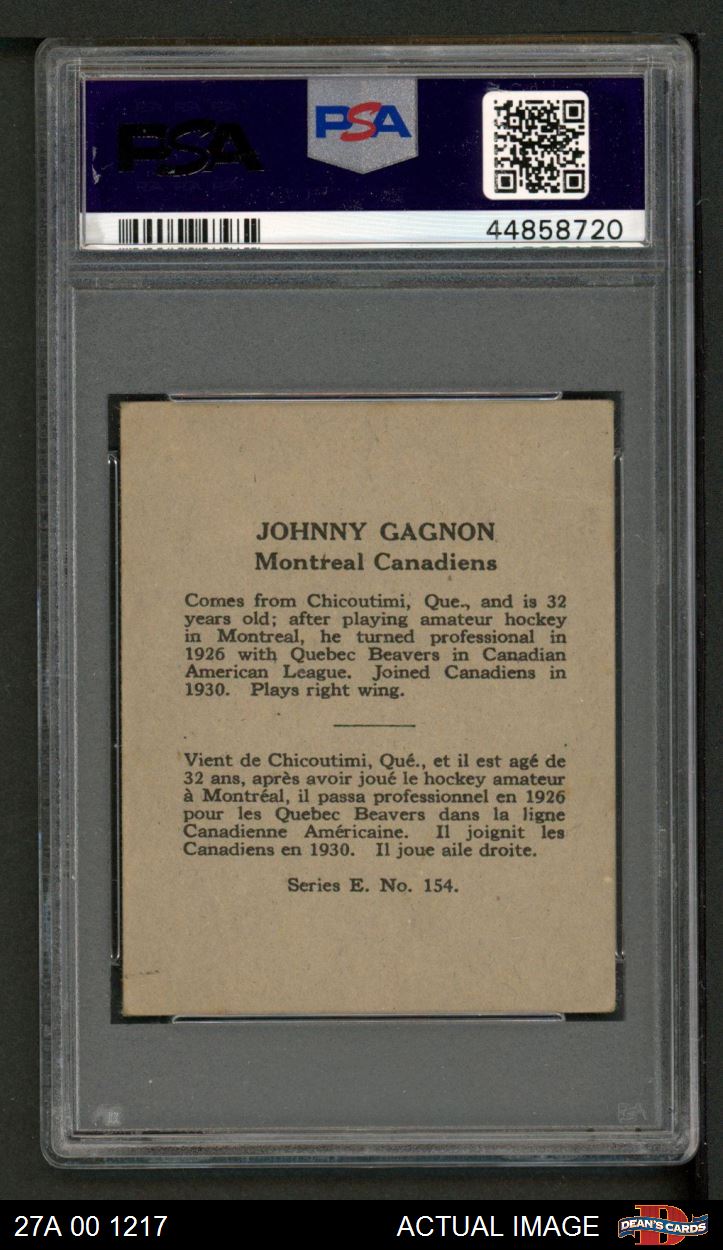 PSA
PSA
44858720
JOHNNY GAGNON
Montreal Canadiens
Comes from Chicoutimi, Que., and is 32
years old; after playing amateur hockey
in Montreal, he turned professional in
1926 with Quebec Beavers in Canadian
American League. Joined Canadiens in
1930. Plays right wing.
Vient de Chicoutimi, Qué., et il est agé de
32 ans, après avoir joué le hockey amateur
à Montréal, il passa professionnel en 1926
pour les Quebec Beavers dans la ligne
Canadienne Américaine. Il joignit les
Canadiens en 1930. Il joue aile droite.
Series E. No. 154.
PSA
27A 00 1217
ACTUAL IMAGE
DEAN'S CARDS